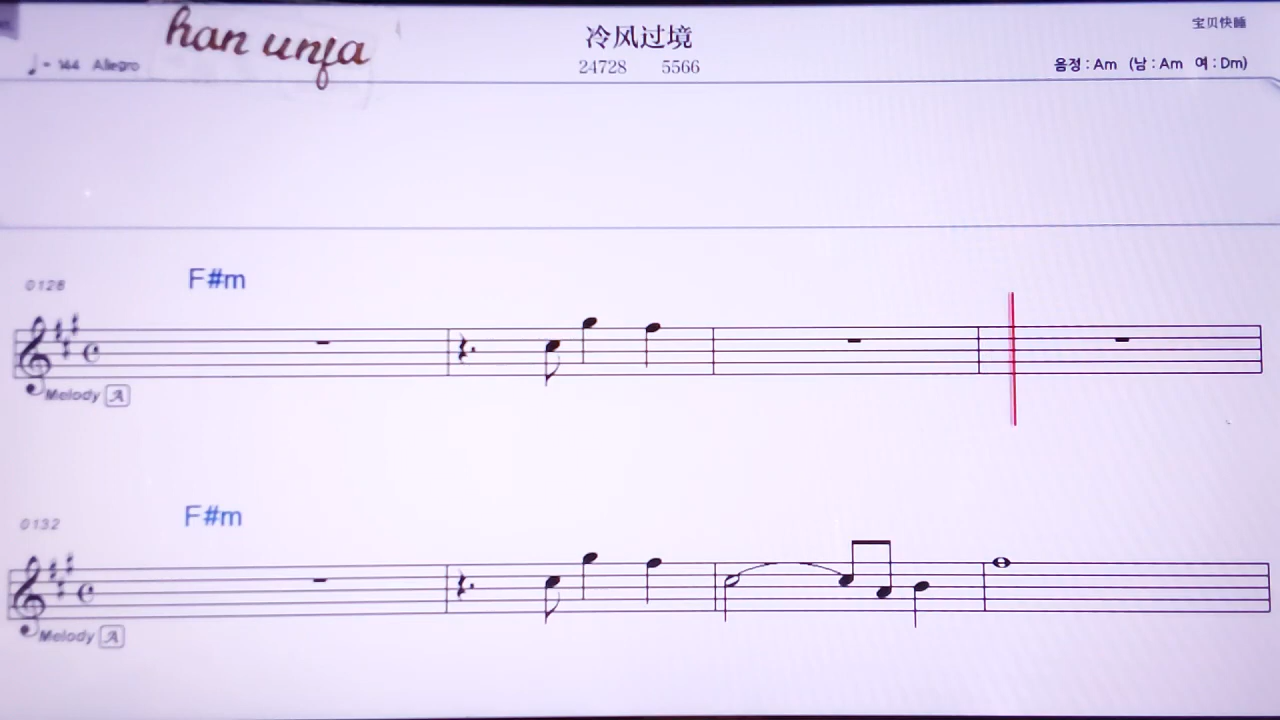 han unfa
冷风过境
宝贝快睡
♩ = 144 Allegro
24728 5566
음정 : Am (남 : Am 여 : Dm)
0128
F#m
Melody A
0132
F#m
Melody A